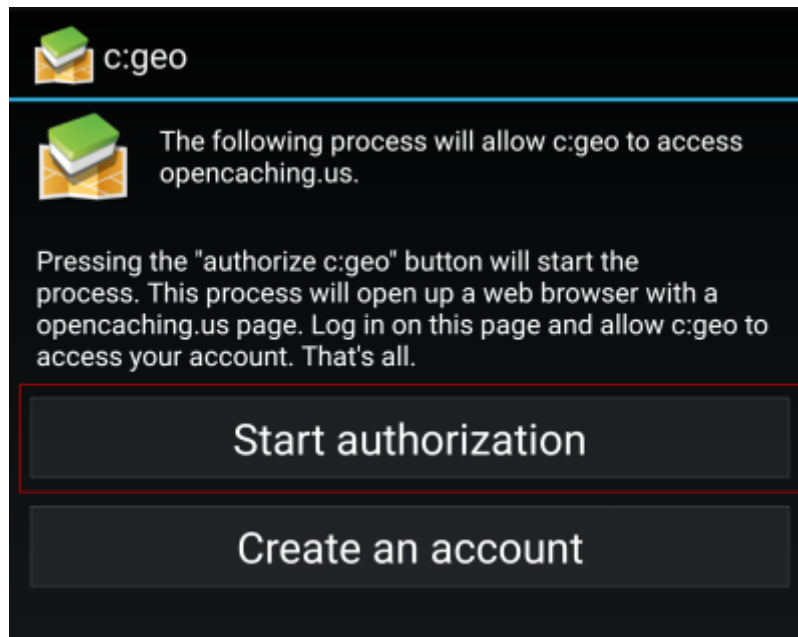 c:geo
The following process will allow c:geo to access
opencaching.us.
Pressing the "authorize c:geo" button will start the
process. This process will open up a web browser with a
opencaching.us page. Log in on this page and allow c:geo to
access your account. That's all.
Start authorization
Create an account